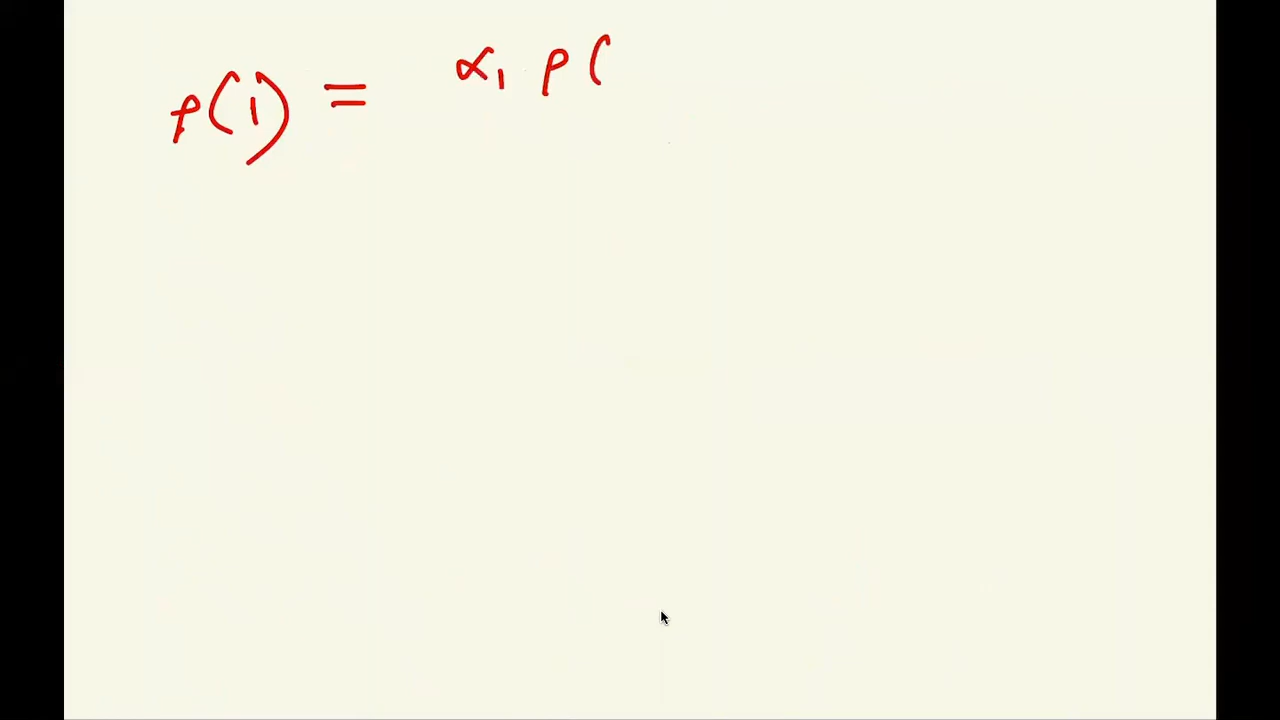 ρ(1) = α₁ ρ(